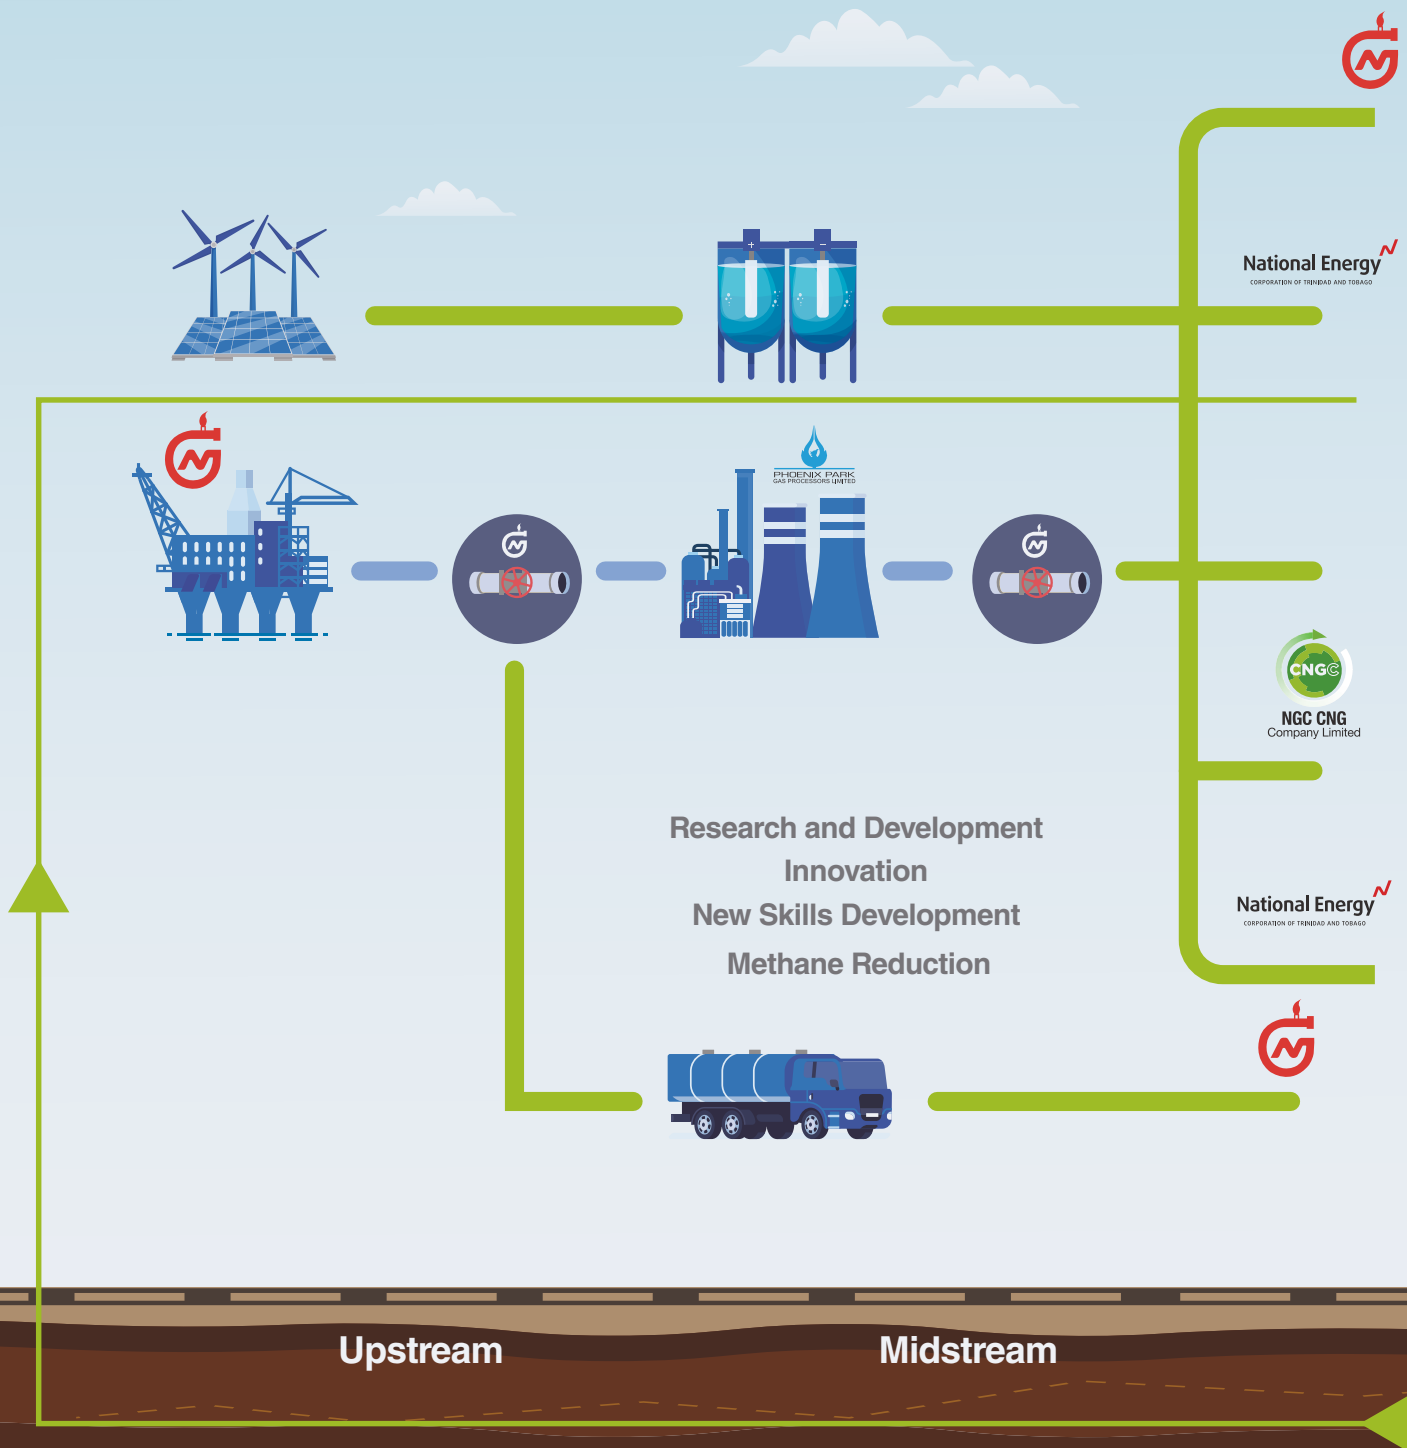 National Energy
CORPORATION OF TRINIDAD AND TOBAGO
PHOENIX PARK
GAS PROCESSORS LIMITED
CNGC
NGC CNG
Company Limited
Research and Development
Innovation
New Skills Development
Methane Reduction
National Energy
CORPORATION OF TRINIDAD AND TOBAGO
Upstream
Midstream